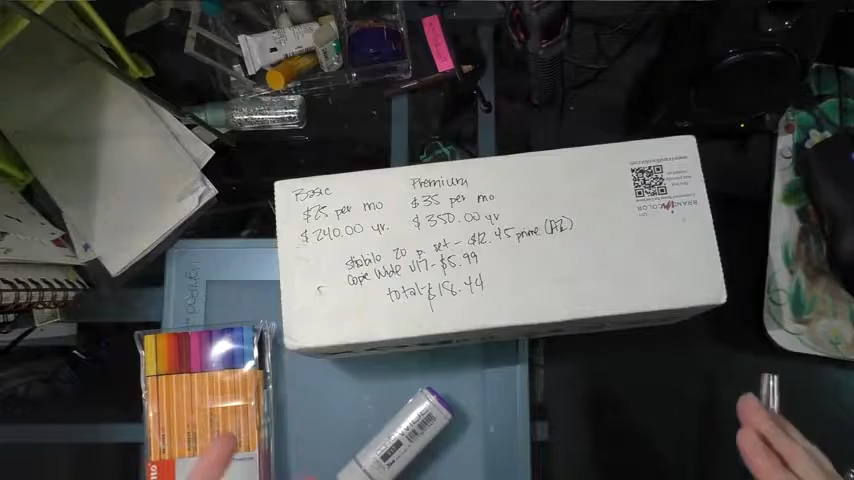 Basic Premium
$25 per mo $35 per mo
$240.00 yr. $350.00 yr
stabilo 20 p. set - $12.45 prime (AZ)
copic Wide V17 - $5.99
total - $18.44